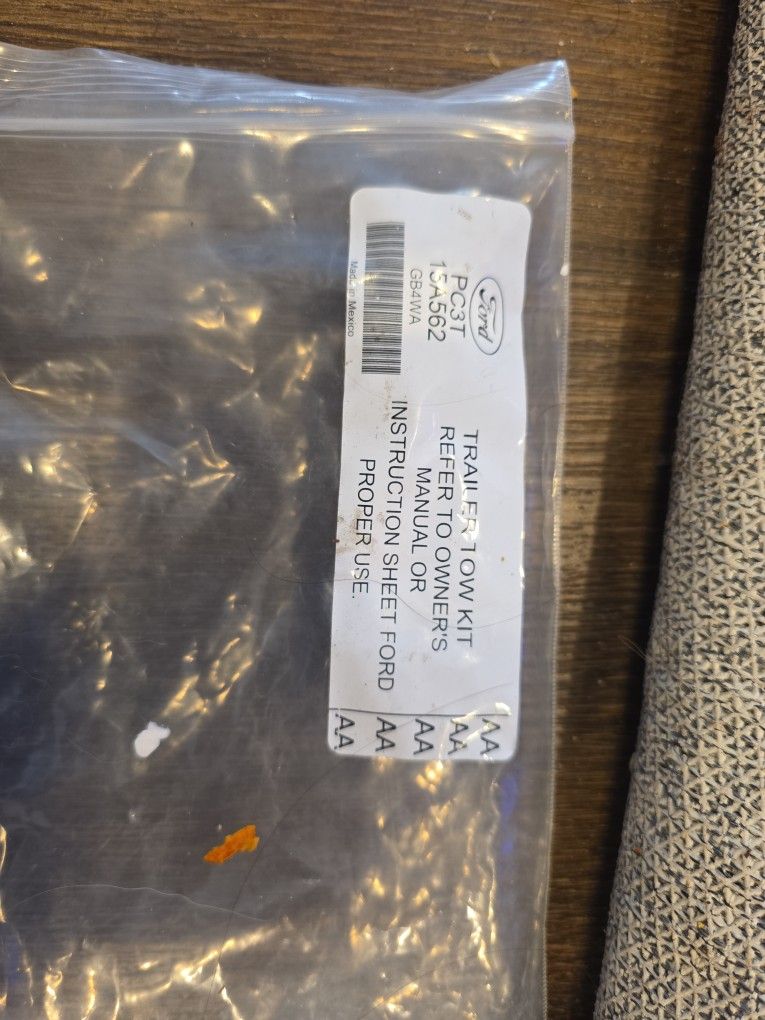 Ford
PC3T
15A562
GB4WA
Made in Mexico
TRAILER TOW KIT
REFER TO OWNER'S
MANUAL OR
INSTRUCTION SHEET FORD
PROPER USE.
AA
AA
AA
AA
AA